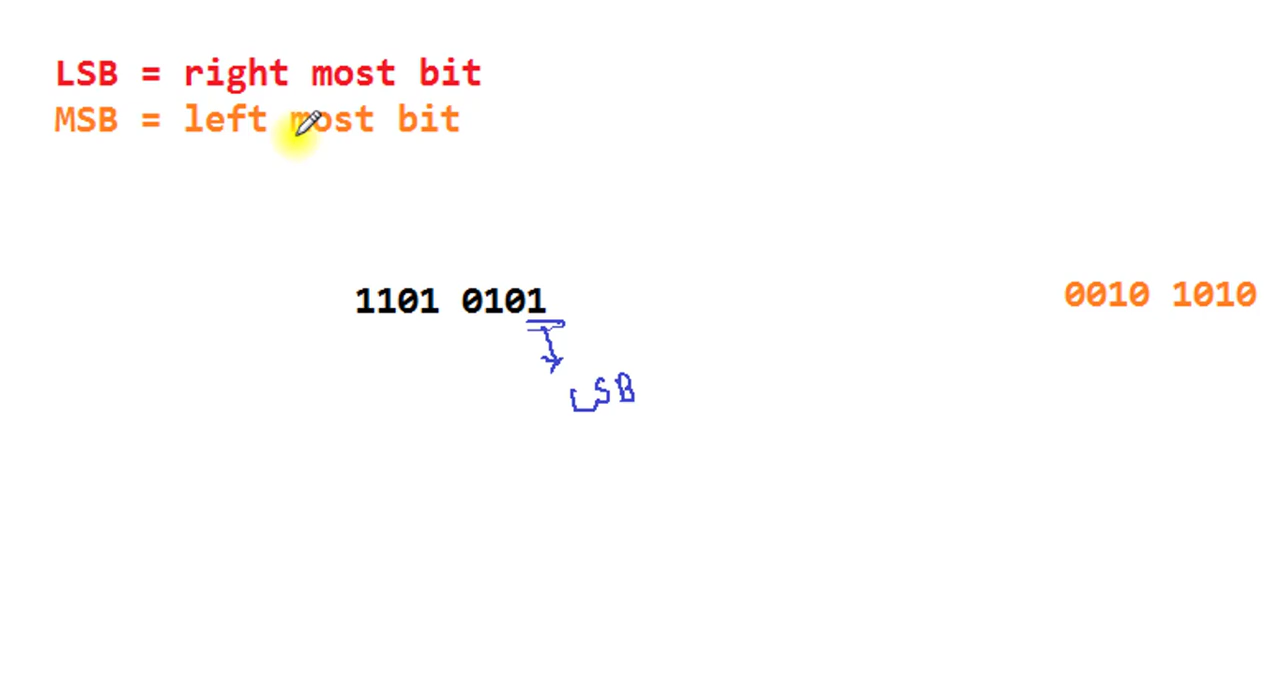 LSB = right most bit
MSB = left most bit
1101 0101 0010 1010
LSB